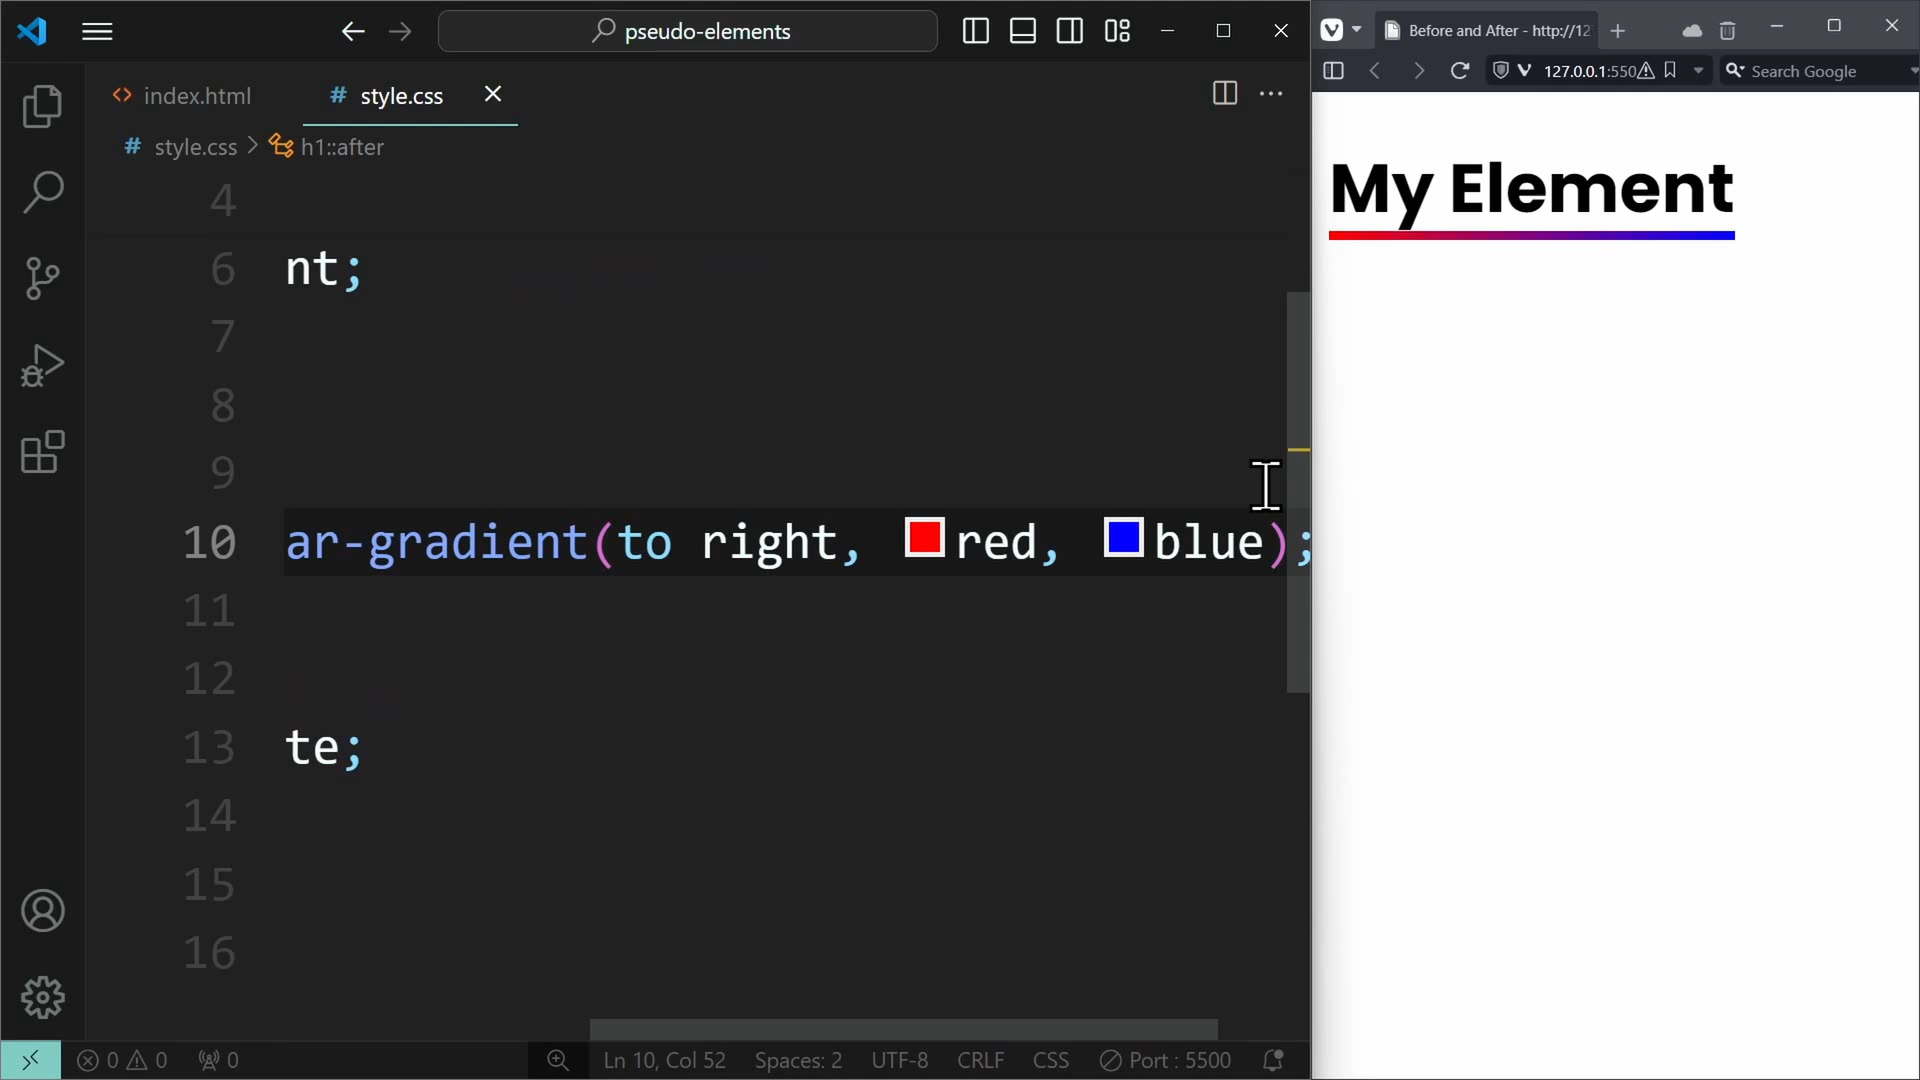 pseudo-elements
index.html
# style.css
# style.css > h1::after
4
6 nt;
7
8
9
10 ar-gradient(to right, red, blue);
11
12
13 te;
14
15
16
0 0 0
Ln 10, Col 52 Spaces: 2 UTF-8 CRLF CSS Port : 5500
Before and After - http://12
127.0.0.1:550 Search Google
My Element